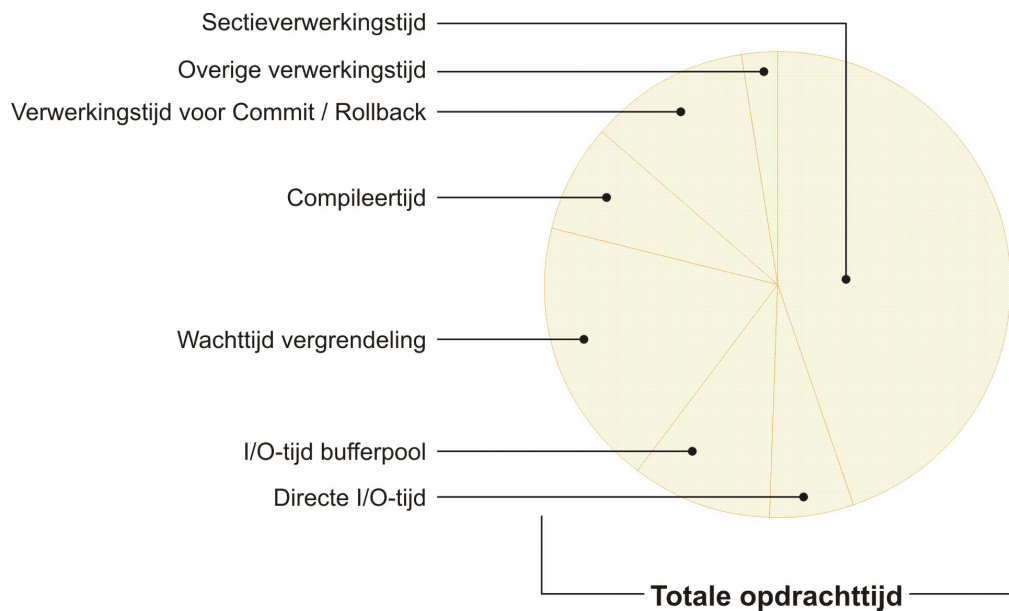 Sectieverwerkingstijd
Overige verwerkingstijd
Verwerkingstijd voor Commit / Rollback
Compileertijd
Wachttijd vergrendeling
I/O-tijd bufferpool
Directe I/O-tijd
Totale opdrachttijd